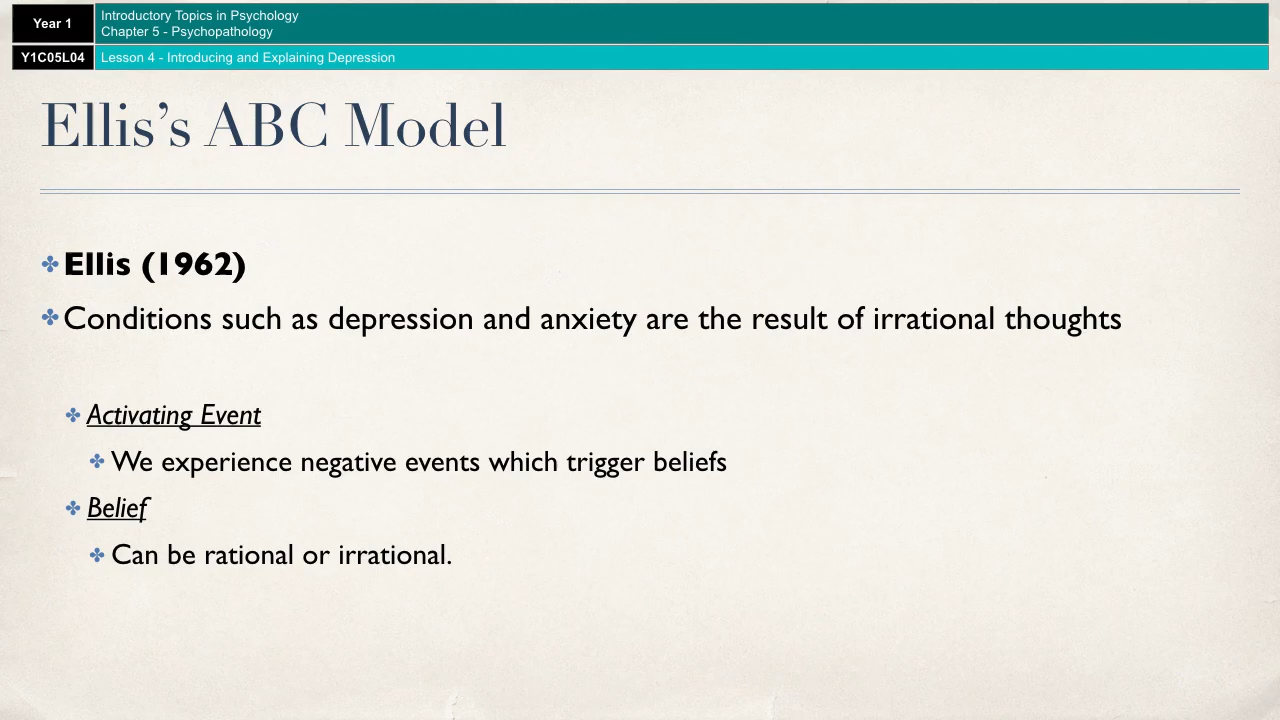 Year 1
Introductory Topics in Psychology
Chapter 5 - Psychopathology
Y1C05L04
Lesson 4 - Introducing and Explaining Depression
Ellis’s ABC Model
Ellis (1962)
Conditions such as depression and anxiety are the result of irrational thoughts
Activating Event
We experience negative events which trigger beliefs
Belief
Can be rational or irrational.